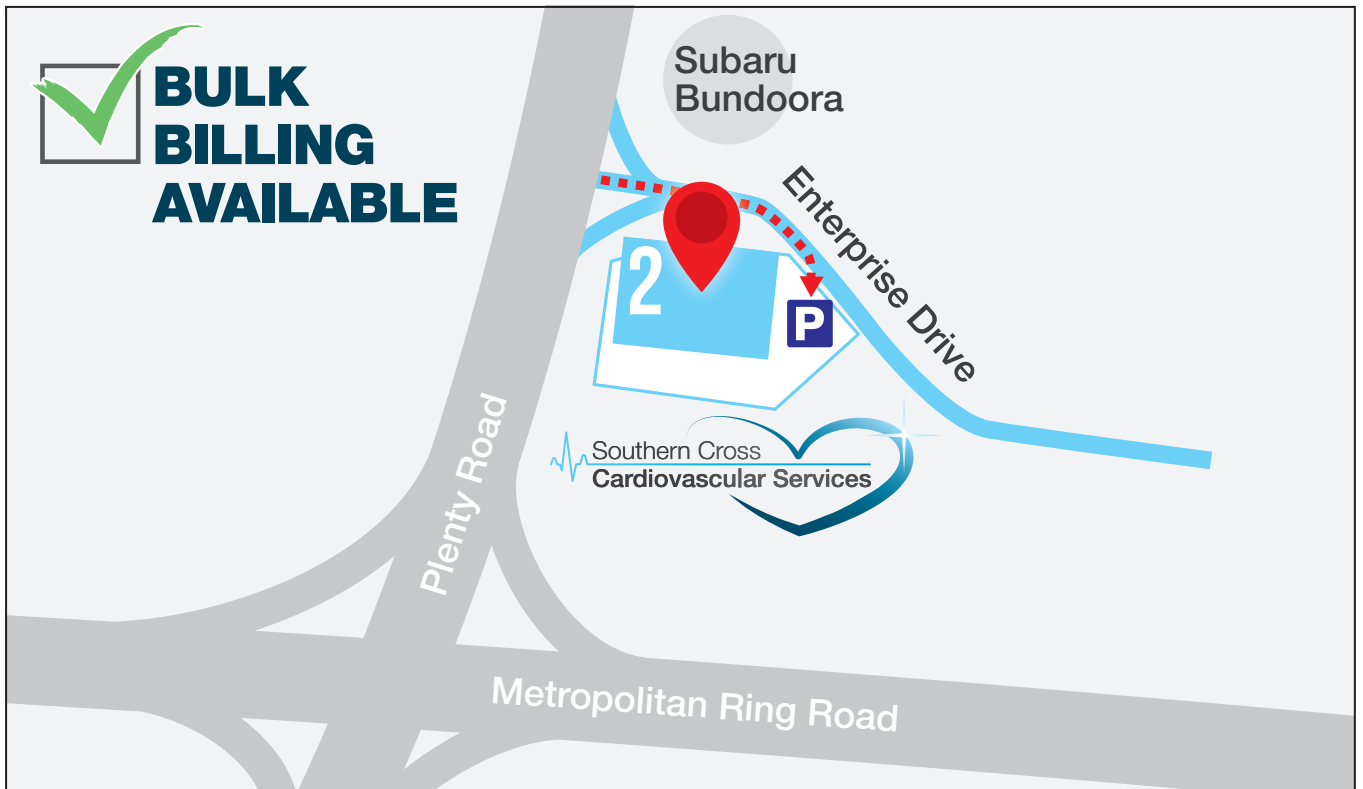 BULK
BILLING
AVAILABLE
Subaru
Bundoora
Enterprise Drive
2
P
Southern Cross
Cardiovascular Services
Plenty Road
Metropolitan Ring Road